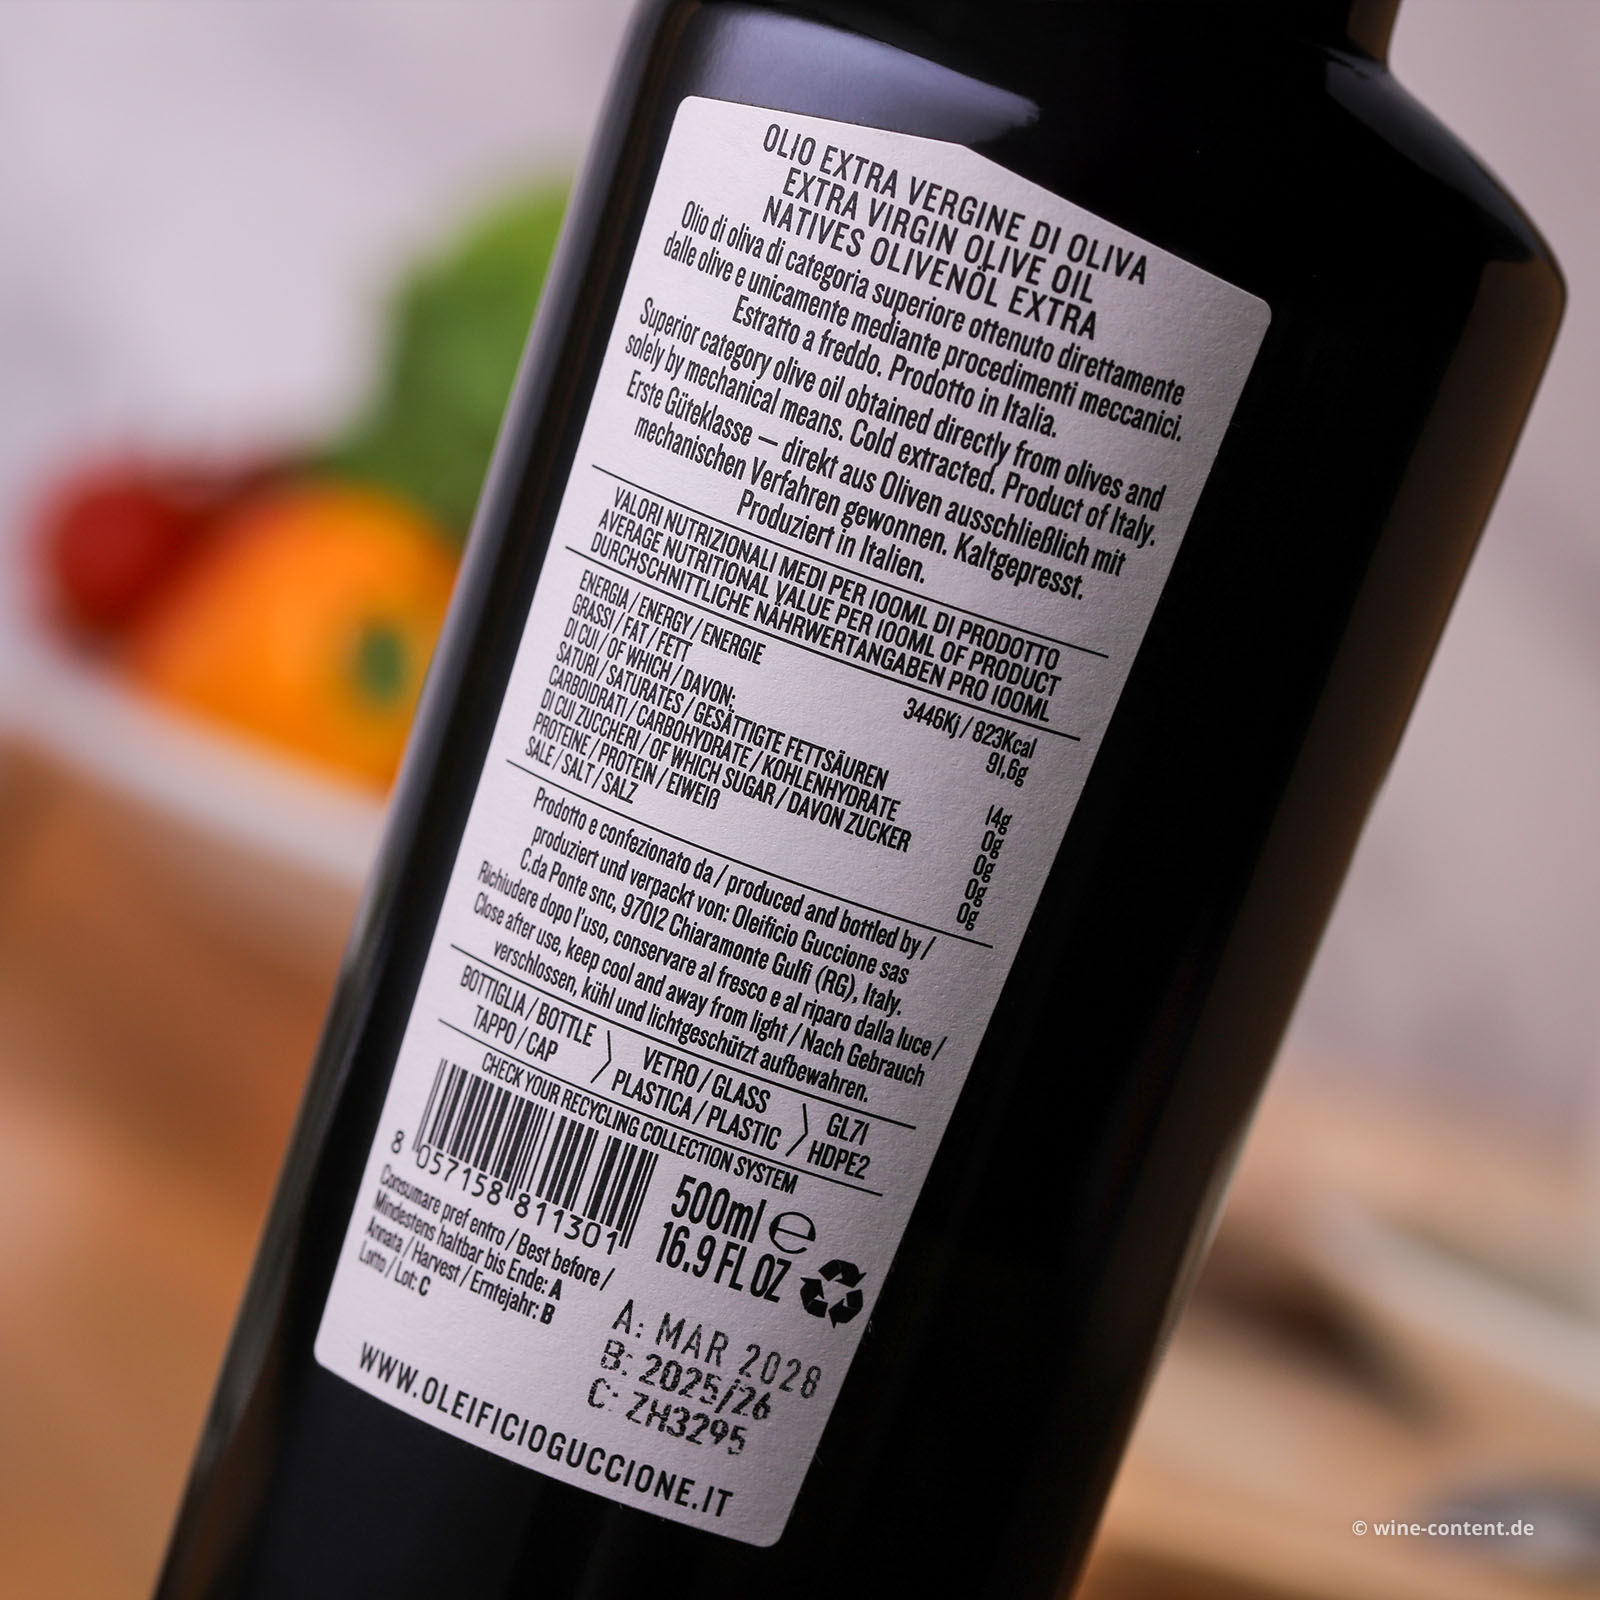 OLIO EXTRA VERGINE DI OLIVA
EXTRA VIRGIN OLIVE OIL
NATIVES OLIVENÖL EXTRA
Olio di oliva di categoria superiore ottenuto direttamente
dalle olive e unicamente mediante procedimenti meccanici.
Estratto a freddo. Prodotto in Italia.
Superior category olive oil obtained directly from olives and
solely by mechanical means. Cold extracted. Product of Italy.
Erste Güteklasse – direkt aus Oliven ausschließlich mit
mechanischen Verfahren gewonnen. Kaltgepresst.
Produziert in Italien.
VALORI NUTRIZIONALI MEDI PER 100ML DI PRODOTTO
AVERAGE NUTRITIONAL VALUE PER 100ML OF PRODUCT
DURCHSCHNITTLICHE NÄHRWERTANGABEN PRO 100ML
ENERGIA / ENERGY / ENERGIE 3446Kj / 823Kcal
GRASSI / FAT / FETT 91,6g
DI CUI / OF WHICH / DAVON:
SATURI / SATURATES / GESÄTTIGTE FETTSÄUREN 14g
CARBOIDRATI / CARBOHYDRATE / KOHLENHYDRATE 0g
DI CUI ZUCCHERI / OF WHICH SUGAR / DAVON ZUCKER 0g
PROTEINE / PROTEIN / EIWEIß 0g
SALE / SALT / SALZ 0g
Prodotto e confezionato da / produced and bottled by /
produziert und verpackt von: Oleificio Guccione sas
C.da Ponte snc, 97012 Chiaramonte Gulfi (RG), Italy.
Richiudere dopo l'uso, conservare al fresco e al riparo dalla luce /
Close after use, keep cool and away from light / Nach Gebrauch
verschlossen, kühl und lichtgeschützt aufbewahren.
BOTTIGLIA / BOTTLE VETRO / GLASS GL71
TAPPO / CAP PLASTICA / PLASTIC HDPE2
CHECK YOUR RECYCLING COLLECTION SYSTEM
8 057158 811301
500ml ℮
16.9 FL OZ
Consumare pref entro / Best before /
Mindestens haltbar bis Ende: A
Annata / Harvest / Erntejahr: B
Lotto / Lot: C
A: MAR 2028
B: 2025/26
C: ZH3295
WWW.OLEIFICIOGUCCIONE.IT
© wine-content.de